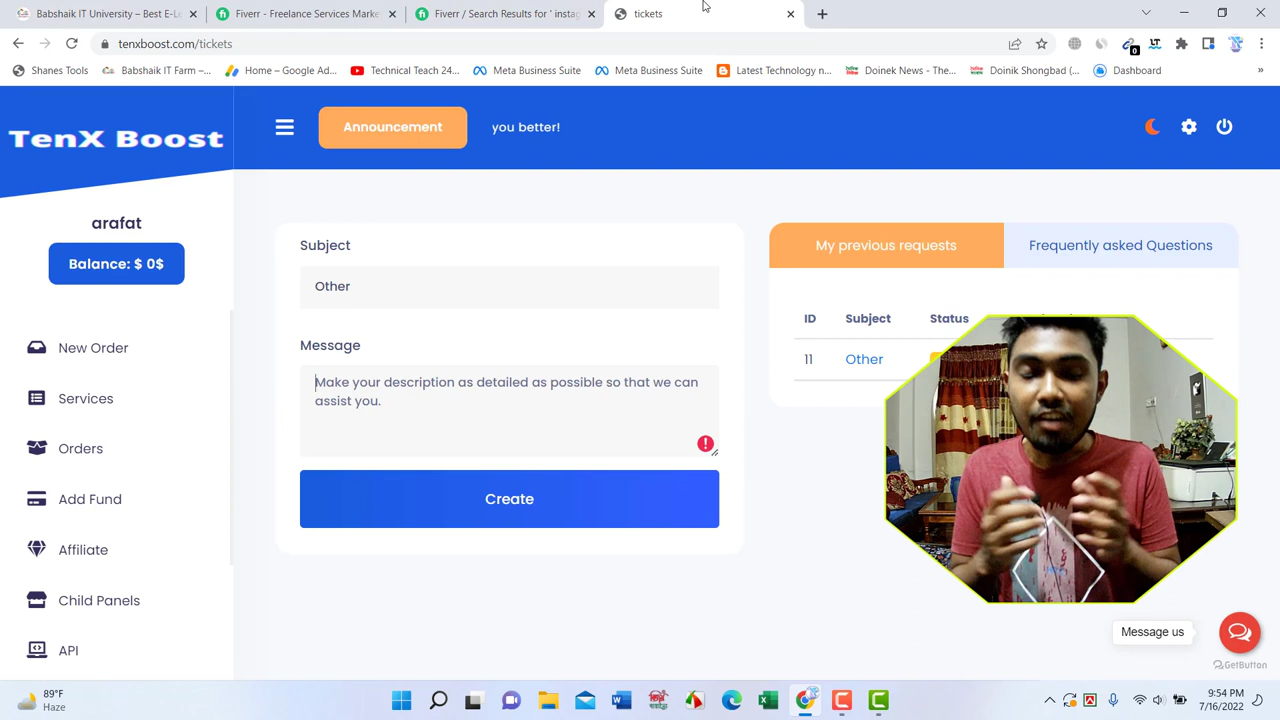 Babshaik IT University – Best E-Le
Fiverr - Freelance Services Marke
Fiverr / Search Results for ' instag
tickets
tenxboost.com/tickets
0
Shanes Tools
Babshaik IT Farm –...
Home – Google Ad...
Technical Teach 24...
Meta Business Suite
Meta Business Suite
Latest Technology n...
Doinek News - The...
Doinik Shongbad (...
Dashboard
»
TenX Boost
Announcement
you better!
arafat
Balance: $ 0$
New Order
Services
Orders
Add Fund
Affiliate
Child Panels
API
Subject
Other
Message
Make your description as detailed as possible so that we can
assist you.
Create
My previous requests
Frequently asked Questions
ID
Subject
Status
11
Other
Message us
GetButton
89°F
Haze
9:54 PM
7/16/2022